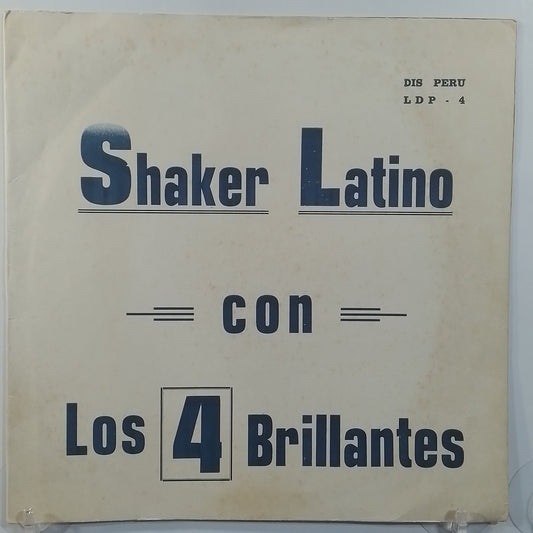 DIS PERU
LDP - 4
Shaker Latino
con
Los 4 Brillantes